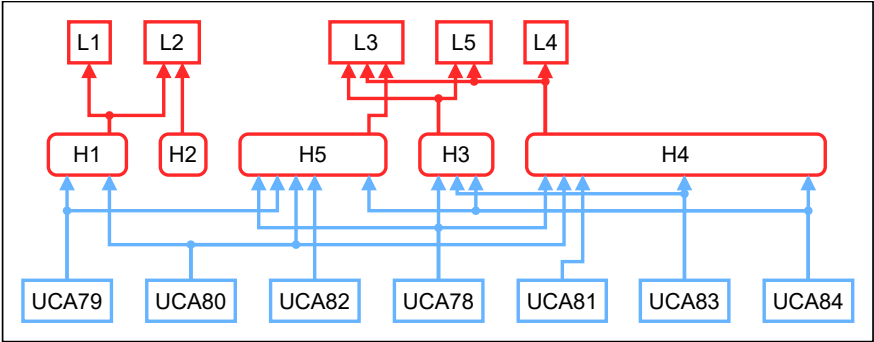 L1 L2 L3 L5 L4
H1 H2 H5 H3 H4
UCA79 UCA80 UCA82 UCA78 UCA81 UCA83 UCA84